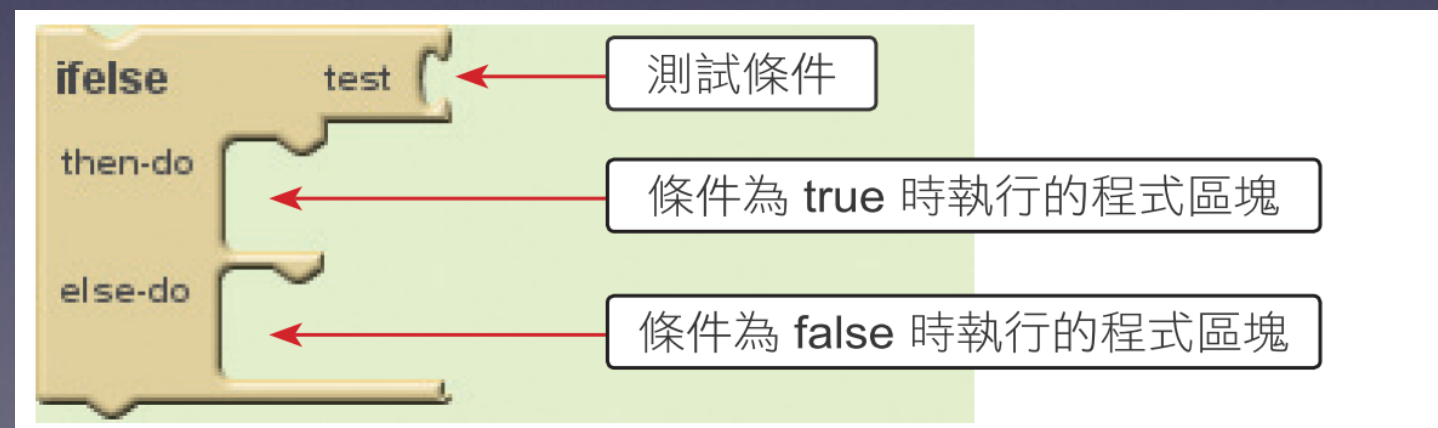 ifelse test
測試條件
then-do
條件為 true 時執行的程式區塊
else-do
條件為 false 時執行的程式區塊